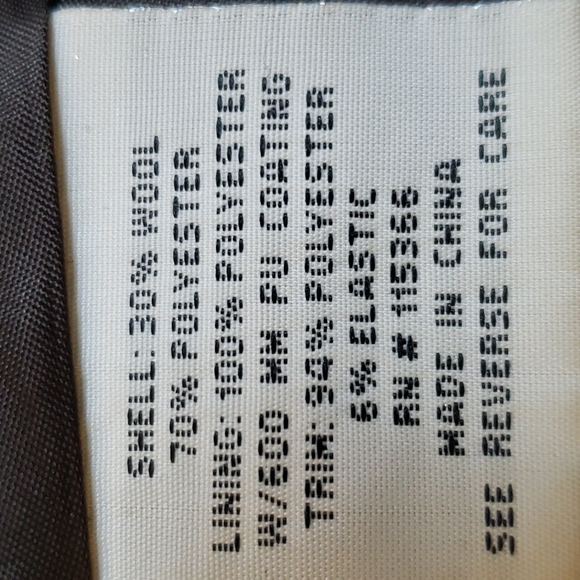 SHELL: 30% WOOL
70% POLYESTER
LINING: 100% POLYESTER
W/600 MM PU COATING
TRIM: 94% POLYESTER
6% ELASTIC
RN # 115366
MADE IN CHINA
SEE REVERSE FOR CARE